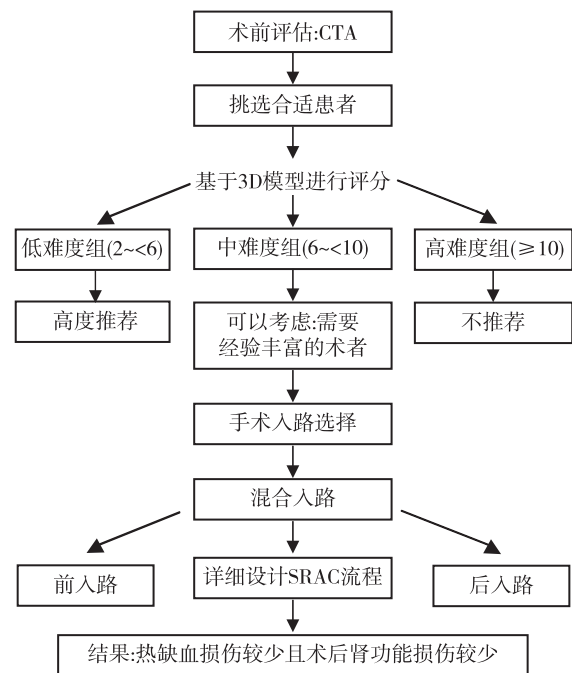 术前评估:CTA
挑选合适患者
基于3D模型进行评分
低难度组(2~<6)
中难度组(6~<10)
高难度组(≥10)
高度推荐
可以考虑:需要
经验丰富的术者
不推荐
手术入路选择
混合入路
前入路
详细设计SRAC流程
后入路
结果:热缺血损伤较少且术后肾功能损伤较少